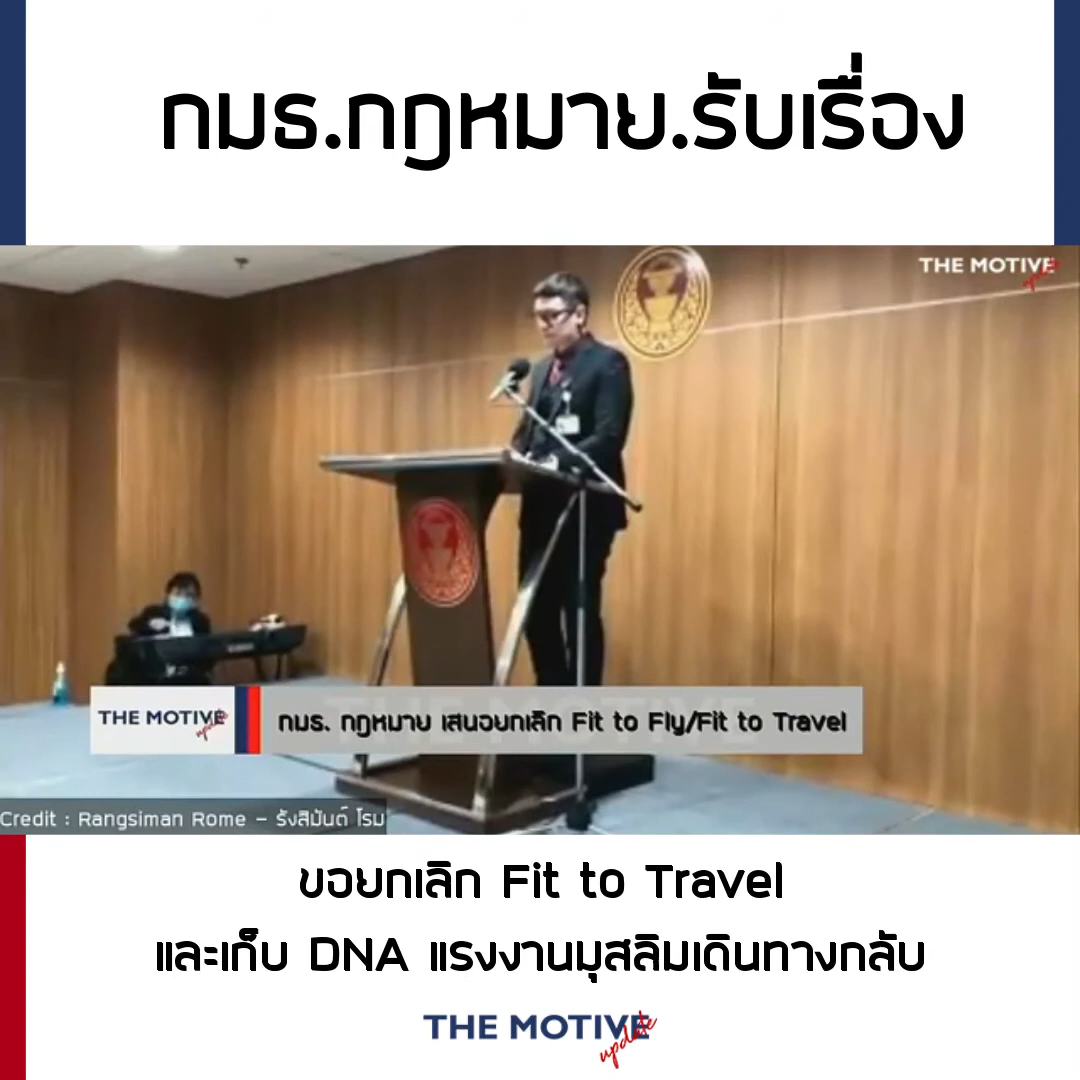 กมธ.กฎหมาย.รับเรื่อง
THE MOTIVE
update
THE MOTIVE
update
กมธ. กฎหมาย เสนอยกเลิก Fit to Fly/Fit to Travel
THE MOTIVE
Credit : Rangsiman Rome – รังสิมันต์ โรม
ขอยกเลิก Fit to Travel
และเก็บ DNA แรงงานมุสลิมเดินทางกลับ
THE MOTIVE
update